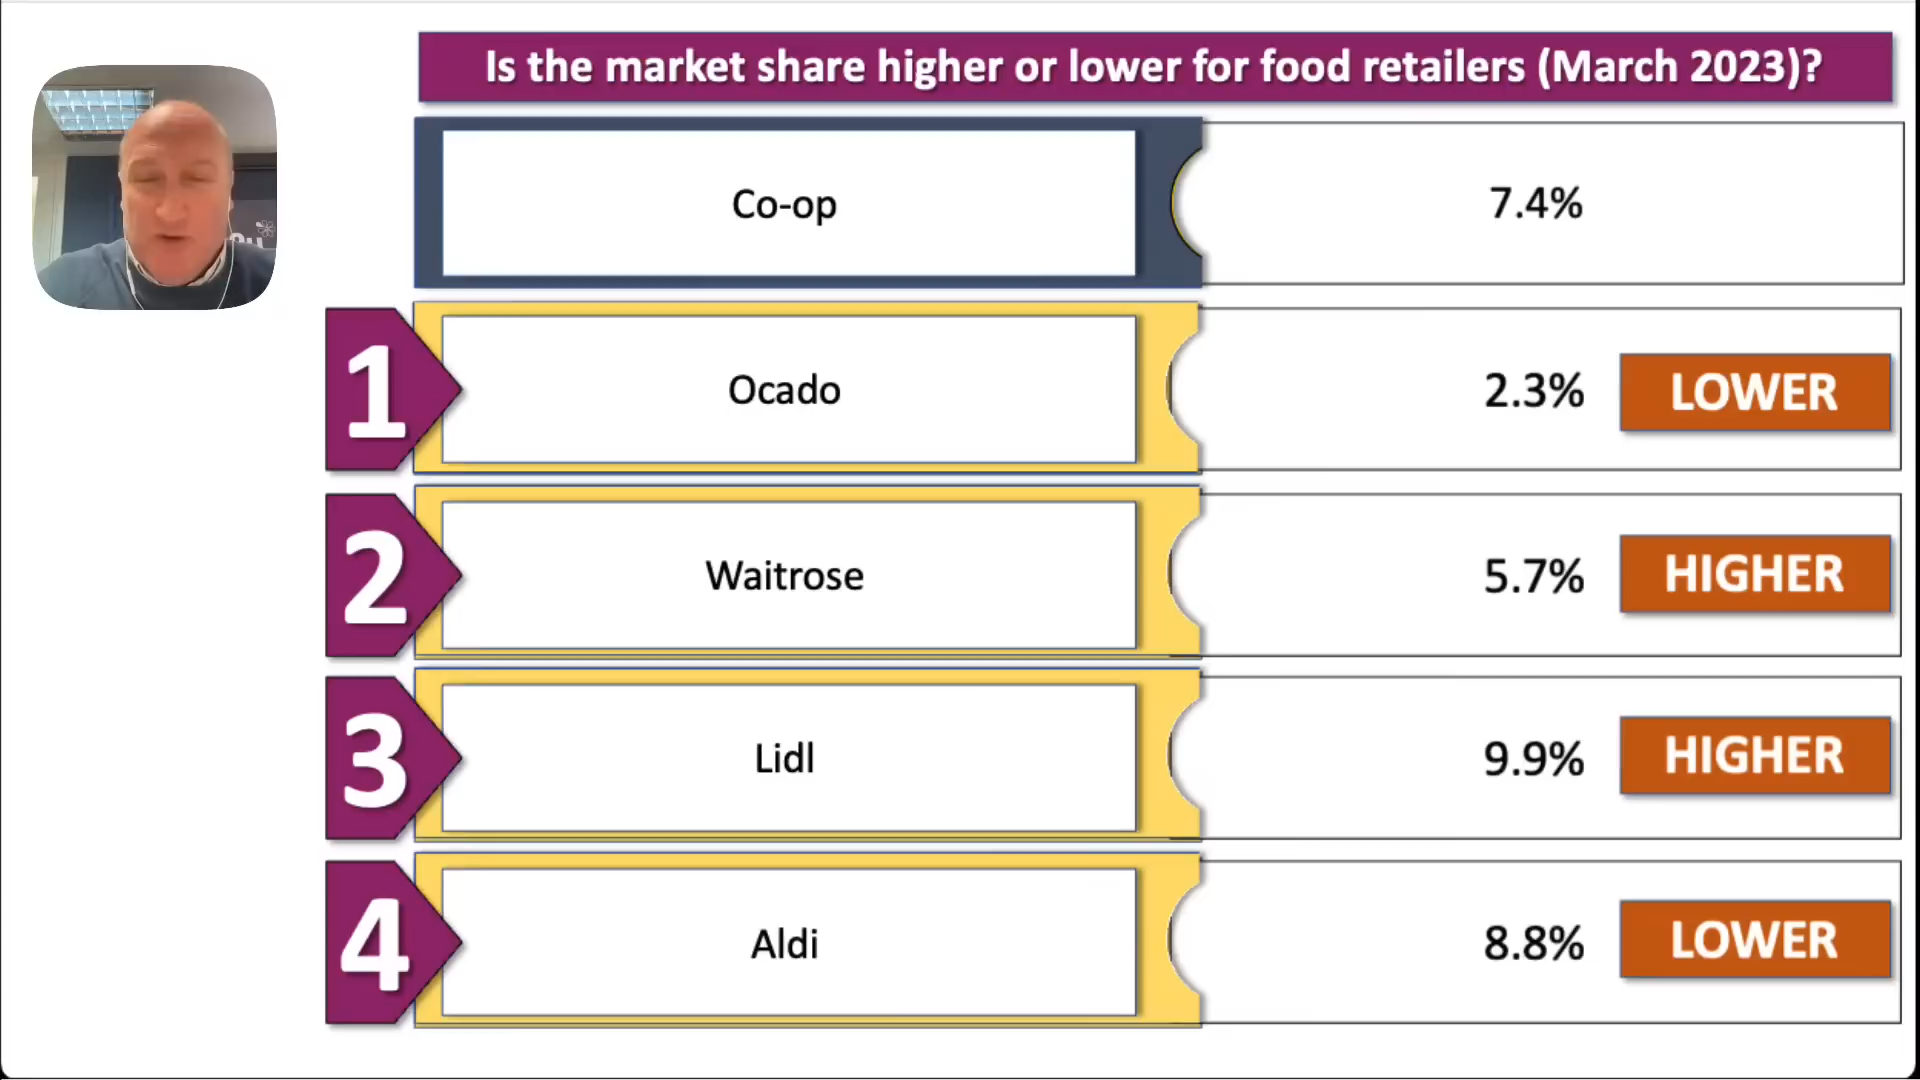 Is the market share higher or lower for food retailers (March 2023)?
Co-op
7.4%
1
Ocado
2.3%
LOWER
2
Waitrose
5.7%
HIGHER
3
Lidl
9.9%
HIGHER
4
Aldi
8.8%
LOWER